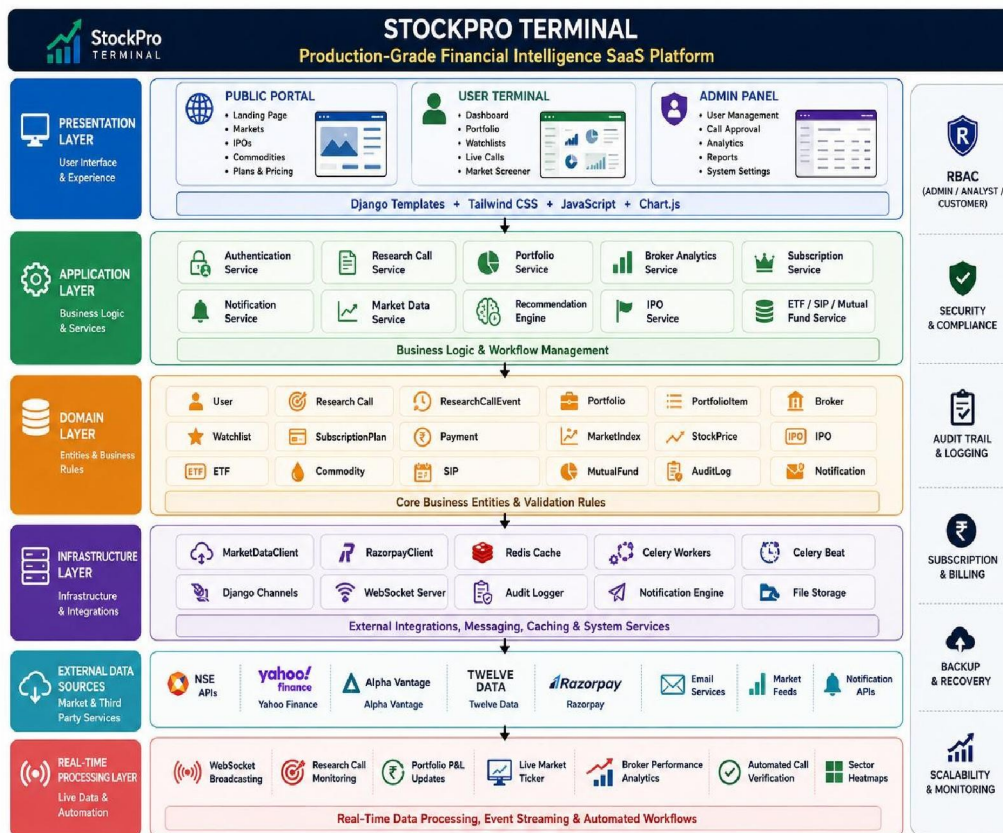 StockPro
TERMINAL
STOCKPRO TERMINAL
Production-Grade Financial Intelligence SaaS Platform
PRESENTATION
LAYER
User Interface
& Experience
PUBLIC PORTAL
• Landing Page
• Markets
• IPOs
• Commodities
• Plans & Pricing
USER TERMINAL
• Dashboard
• Portfolio
• Watchlists
• Live Calls
• Market Screener
ADMIN PANEL
• User Management
• Call Approval
• Analytics
• Reports
• System Settings
Django Templates + Tailwind CSS + JavaScript + Chart.js
APPLICATION
LAYER
Business Logic
& Services
Authentication
Service
Research Call
Service
Portfolio
Service
Broker Analytics
Service
Subscription
Service
Notification
Service
Market Data
Service
Recommendation
Engine
IPO
Service
ETF / SIP / Mutual
Fund Service
Business Logic & Workflow Management
DOMAIN
LAYER
Entities & Business
Rules
User
Research Call
ResearchCallEvent
Portfolio
PortfolioItem
Broker
Watchlist
SubscriptionPlan
Payment
MarketIndex
StockPrice
IPO
IPO
ETF
ETF
Commodity
SIP
MutualFund
AuditLog
Notification
Core Business Entities & Validation Rules
INFRASTRUCTURE
LAYER
Infrastructure
& Integrations
MarketDataClient
RazorpayClient
Redis Cache
Celery Workers
Celery Beat
Django Channels
WebSocket Server
Audit Logger
Notification Engine
File Storage
External Integrations, Messaging, Caching & System Services
EXTERNAL DATA
SOURCES
Market & Third
Party Services
NSE
APIs
yahoo!
finance
Yahoo Finance
Alpha Vantage
Alpha Vantage
TWELVE
DATA
Twelve Data
Razorpay
Razorpay
Email
Services
Market
Feeds
Notification
APIs
REAL-TIME
PROCESSING LAYER
Live Data &
Automation
WebSocket
Broadcasting
Research Call
Monitoring
Portfolio P&L
Updates
Live Market
Ticker
Broker Performance
Analytics
Automated Call
Verification
Sector
Heatmaps
Real-Time Data Processing, Event Streaming & Automated Workflows
R
RBAC
(ADMIN / ANALYST /
CUSTOMER)
SECURITY
& COMPLIANCE
AUDIT TRAIL
& LOGGING
₹
SUBSCRIPTION
& BILLING
BACKUP
& RECOVERY
SCALABILITY
& MONITORING